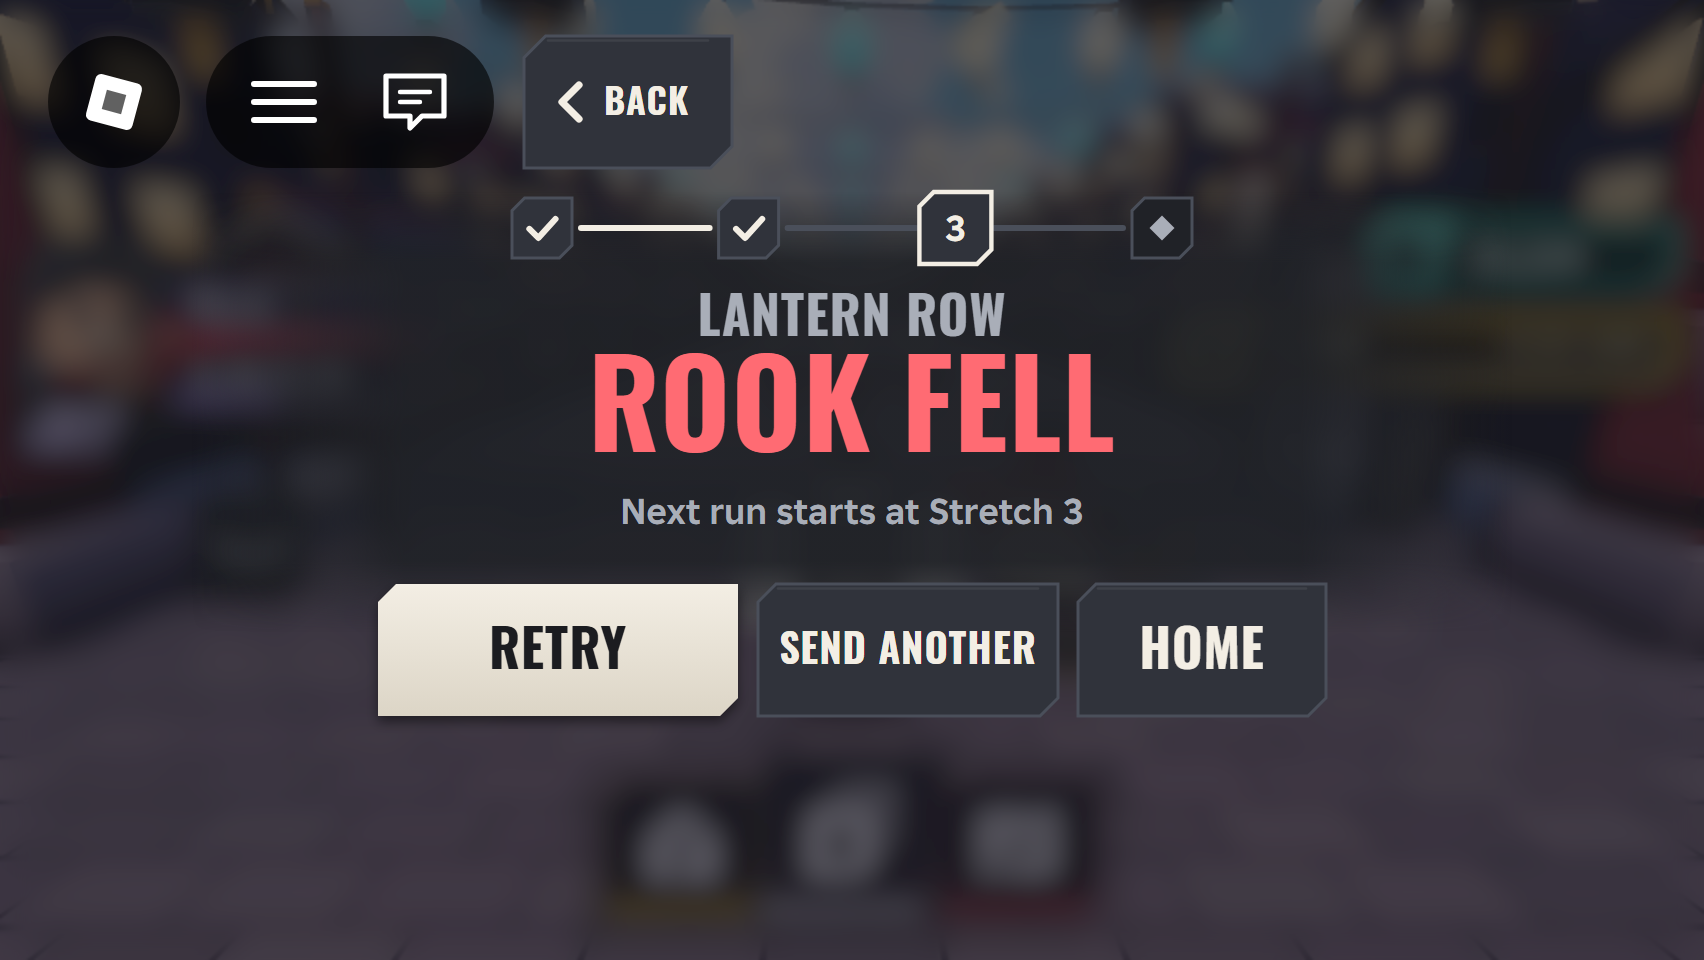 BACK
3
LANTERN ROW
ROOK FELL
Next run starts at Stretch 3
RETRY
SEND ANOTHER
HOME